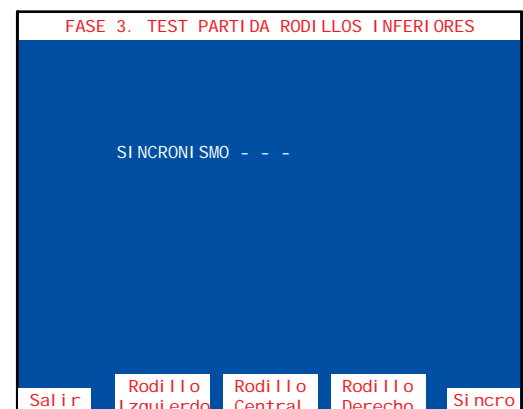 FASE 3. TEST PARTIDA RODILLOS INFERIORES
SINCRONISMO - - -
Salir
Rodillo
Izquierdo
Rodillo
Central
Rodillo
Derecho
Sincro